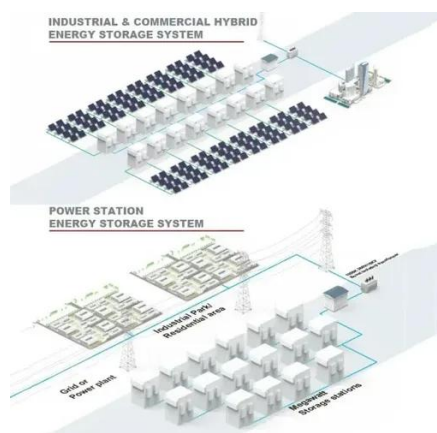 INDUSTRIAL & COMMERCIAL HYBRID
ENERGY STORAGE SYSTEM
POWER STATION
ENERGY STORAGE SYSTEM
Industrial Park/
Residential area
Grid or
Power plant
Megawatt
Storage stations